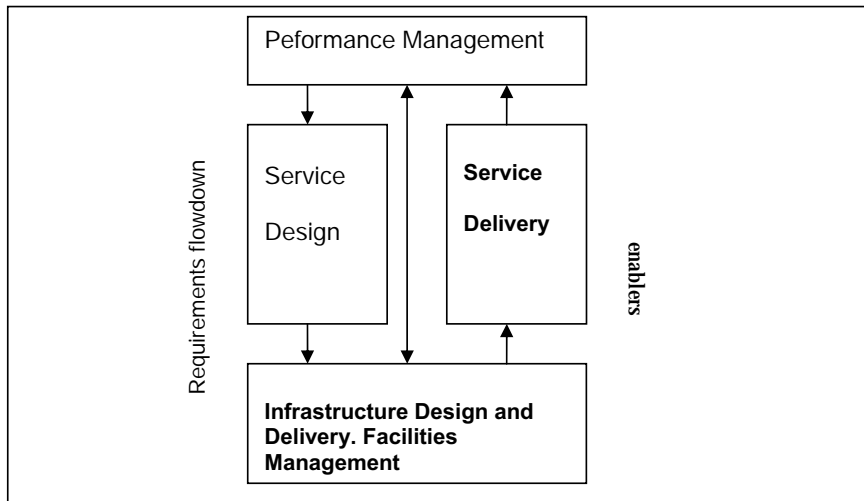 Peformance Management
Requirements flowdown
Service
Design
Service
Delivery
enablers
Infrastructure Design and
Delivery. Facilities
Management